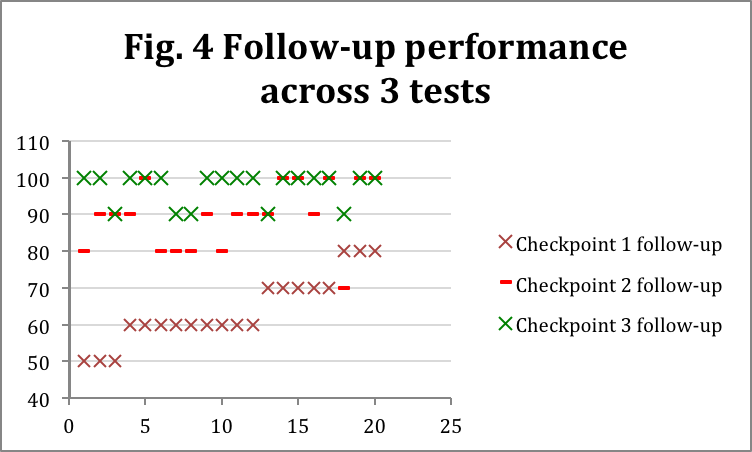 Fig. 4 Follow-up performance
across 3 tests
110
100
90
80
70
60
50
40
0 5 10 15 20 25
Checkpoint 1 follow-up
Checkpoint 2 follow-up
Checkpoint 3 follow-up